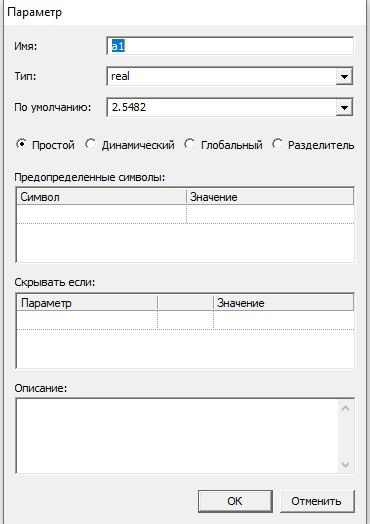 Параметр
Имя: a1
Тип: real
По умолчанию: 2.5482
Простой Динамический Глобальный Разделитель
Предопределенные символы:
Символ Значение
Скрывать если:
Параметр Значение
Описание:
OK Отменить